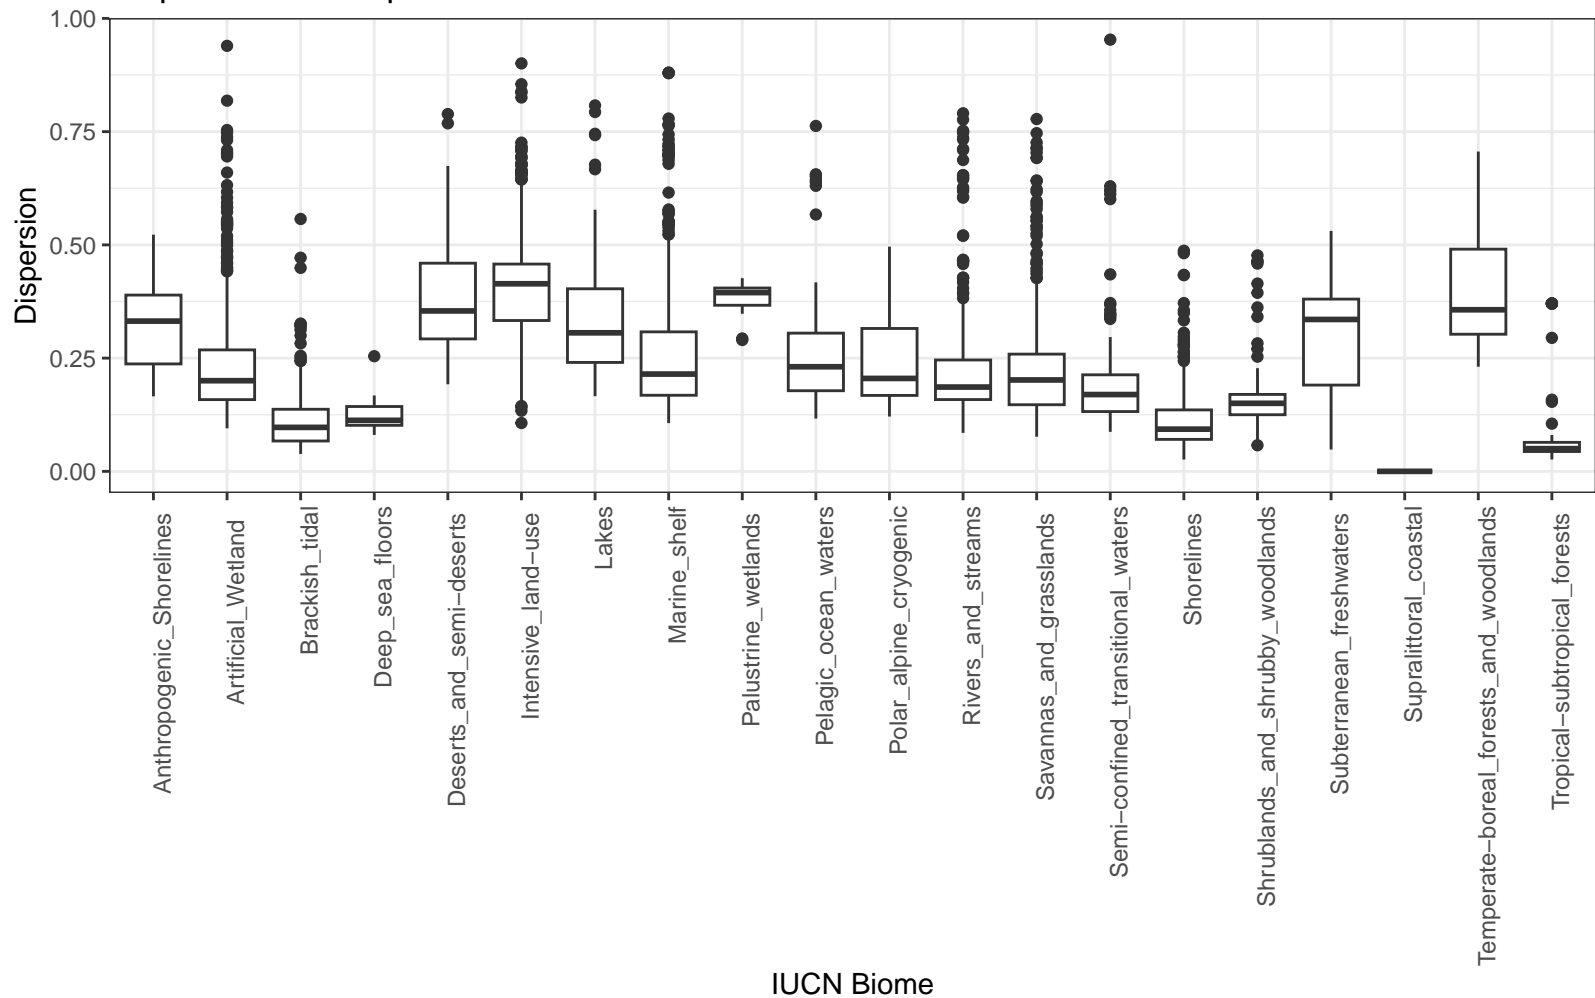 1.00
0.75
0.50
0.25
0.00
Dispersion
Anthropogenic_Shorelines
Artificial_Wetland
Brackish_tidal
Deep_sea_floors
Deserts_and_semi−deserts
Intensive_land−use
Lakes
Marine_shelf
Palustrine_wetlands
Pelagic_ocean_waters
Polar_alpine_cryogenic
Rivers_and_streams
Savannas_and_grasslands
Semi−confined_transitional_waters
Shorelines
Shrublands_and_shrubby_woodlands
Subterranean_freshwaters
Supralittoral_coastal
Temperate−boreal_forests_and_woodlands
Tropical−subtropical_forests
IUCN Biome